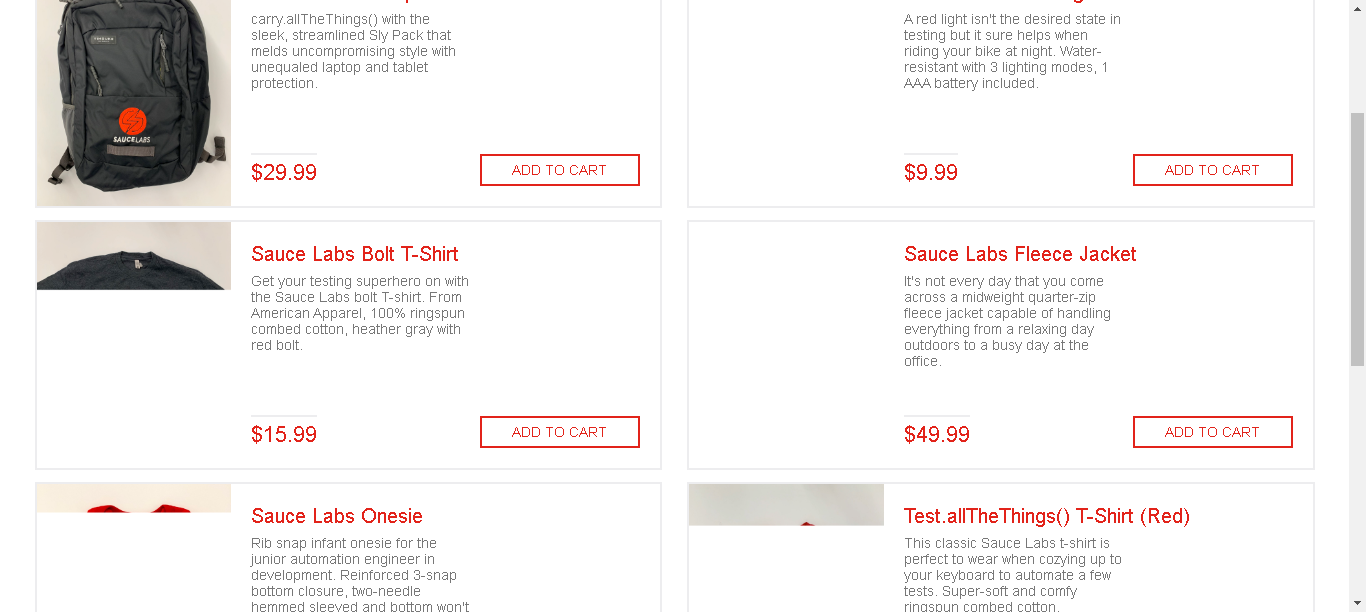 carry.allTheThings() with the
sleek, streamlined Sly Pack that
melds uncompromising style with
unequaled laptop and tablet
protection.
SAUCELABS
$29.99
ADD TO CART
A red light isn't the desired state in
testing but it sure helps when
riding your bike at night. Water-
resistant with 3 lighting modes, 1
AAA battery included.
$9.99
ADD TO CART
Sauce Labs Bolt T-Shirt
Get your testing superhero on with
the Sauce Labs bolt T-shirt. From
American Apparel, 100% ringspun
combed cotton, heather gray with
red bolt.
$15.99
ADD TO CART
Sauce Labs Fleece Jacket
It's not every day that you come
across a midweight quarter-zip
fleece jacket capable of handling
everything from a relaxing day
outdoors to a busy day at the
office.
$49.99
ADD TO CART
Sauce Labs Onesie
Rib snap infant onesie for the
junior automation engineer in
development. Reinforced 3-snap
bottom closure, two-needle
hemmed sleeved and bottom won't
Test.allTheThings() T-Shirt (Red)
This classic Sauce Labs t-shirt is
perfect to wear when cozying up to
your keyboard to automate a few
tests. Super-soft and comfy
ringspun combed cotton.